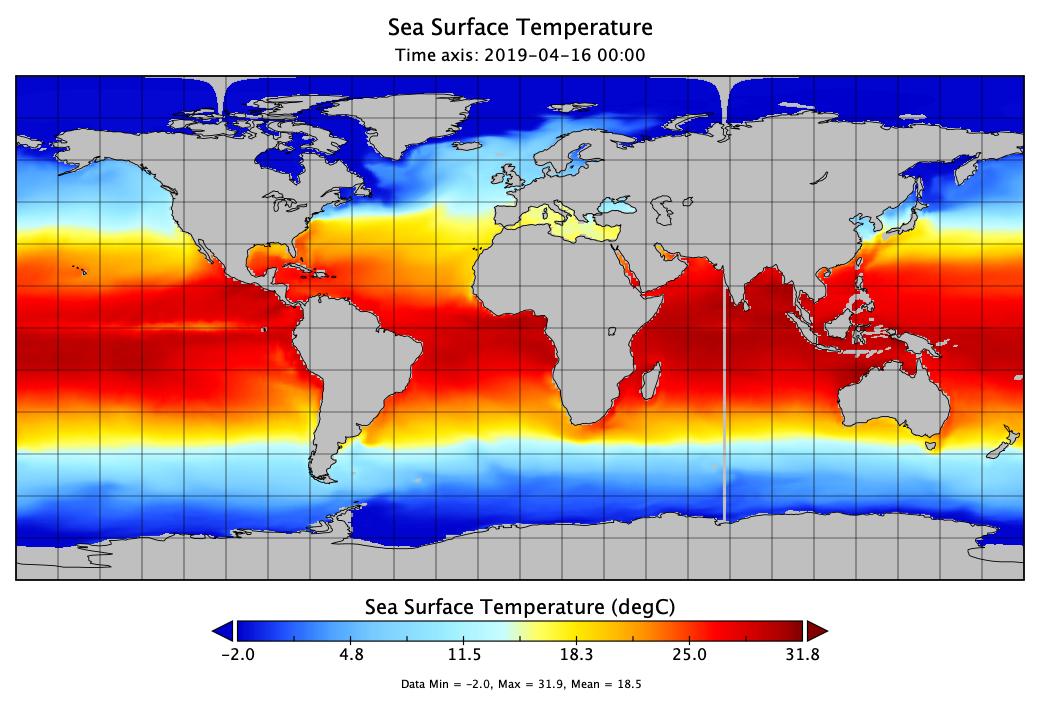 Sea Surface Temperature
Time axis: 2019-04-16 00:00
Sea Surface Temperature (degC)
-2.0 4.8 11.5 18.3 25.0 31.8
Data Min = -2.0, Max = 31.9, Mean = 18.5